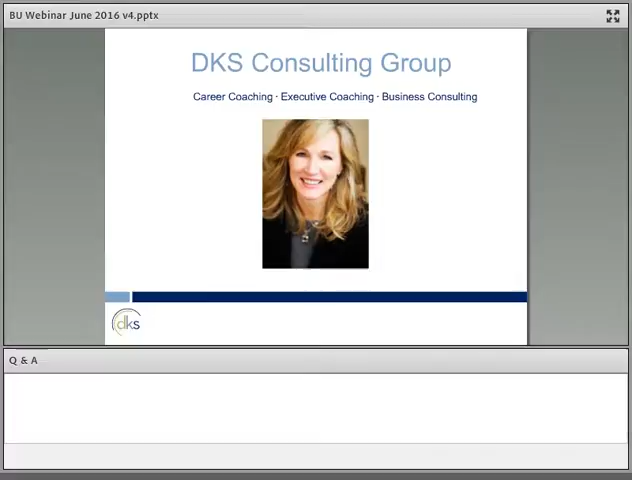 BU Webinar June 2016 v4.pptx
DKS Consulting Group
Career Coaching · Executive Coaching · Business Consulting
dks
Q & A